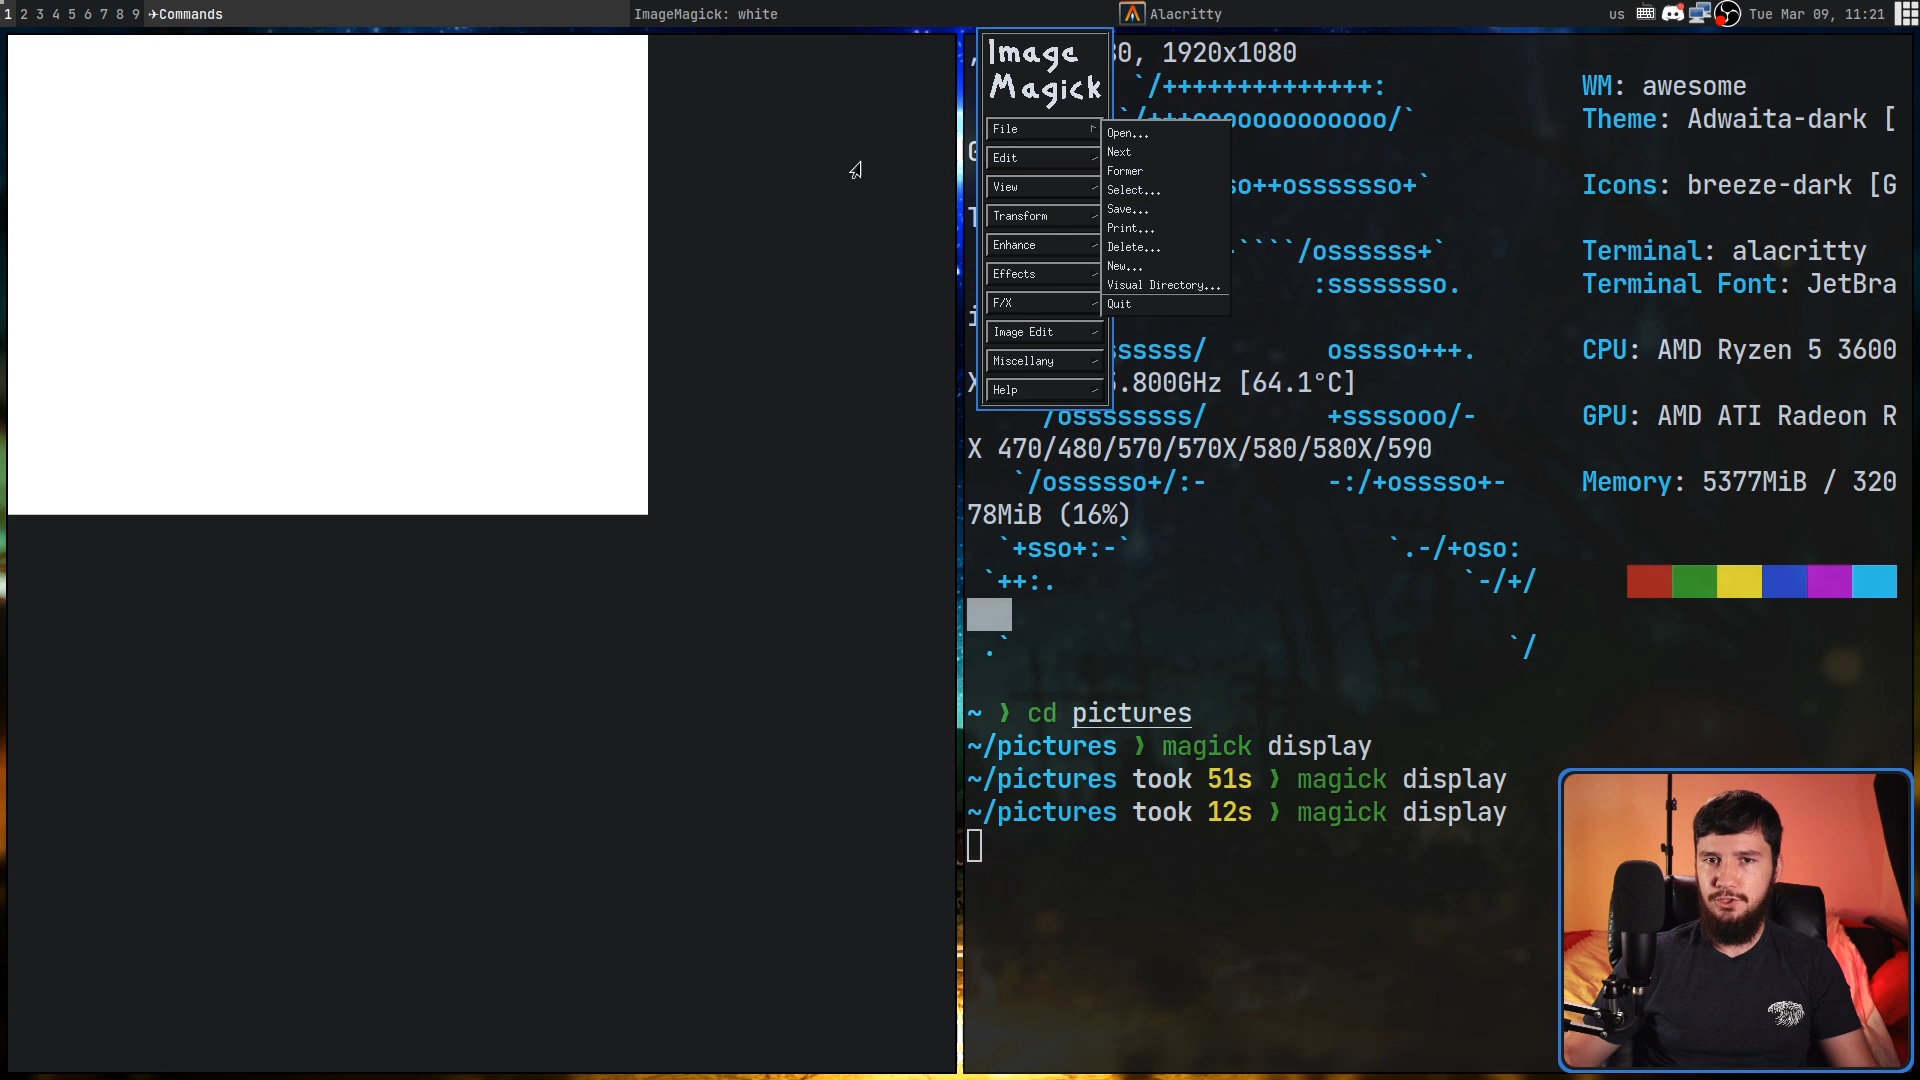 1 2 3 4 5 6 7 8 9 ✈Commands
ImageMagick: white
Alacritty
us
Tue Mar 09, 11:21
Image
Magick
File
Edit
View
Transform
Enhance
Effects
F/X
Image Edit
Miscellany
Help
Open...
Next
Former
Select...
Save...
Print...
Delete...
New...
Visual Directory...
Quit
30, 1920x1080
`/++++++++++++++: WM: awesome
`/+++ooooooooooooo/` Theme: Adwaita-dark [
G
so++osssssso+` Icons: breeze-dark [G
T
-````/ossssss+` Terminal: alacritty
:ssssssso. Terminal Font: JetBra
i
ssssss/ osssso+++. CPU: AMD Ryzen 5 3600
X .800GHz [64.1°C]
/ossssssss/ +ssssooo/- GPU: AMD ATI Radeon R
X 470/480/570/570X/580/580X/590
`/ossssso+/:- -:/+osssso+- Memory: 5377MiB / 320
78MiB (16%)
`+sso+:-` `.-/+oso:
`++:. `-/+/
.` `/
~ ❯ cd pictures
~/pictures ❯ magick display
~/pictures took 51s ❯ magick display
~/pictures took 12s ❯ magick display